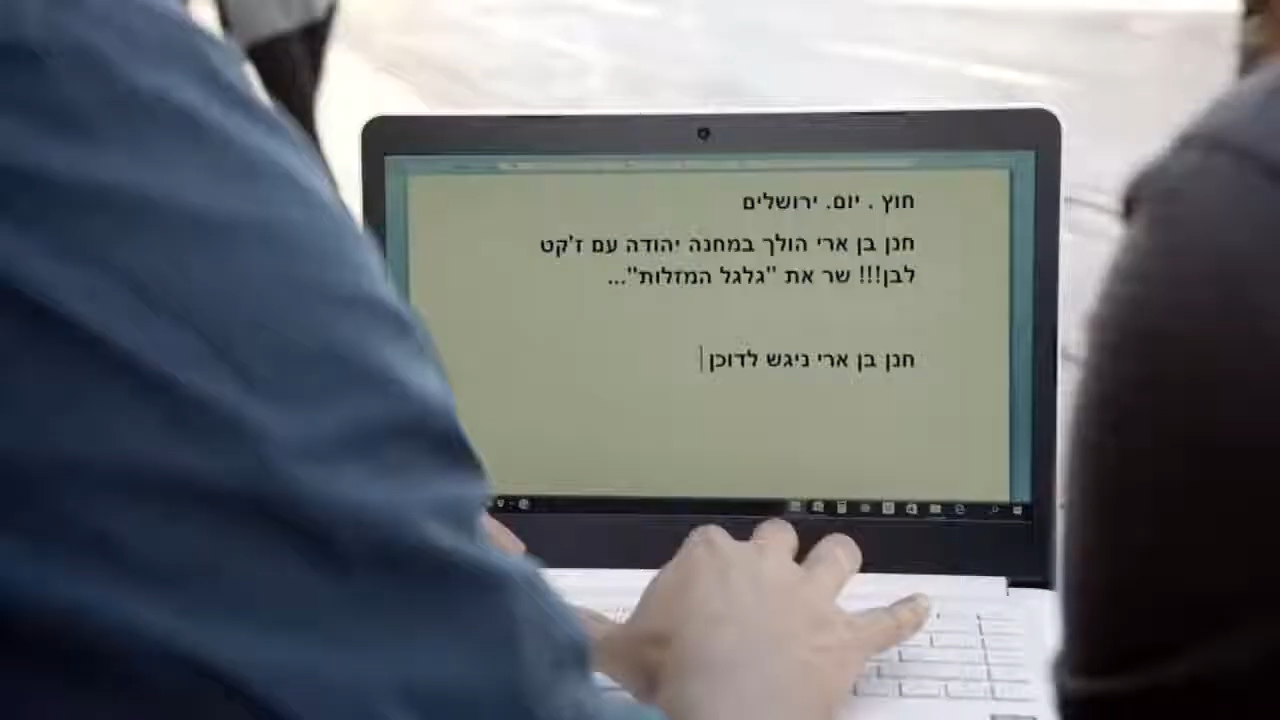 חוץ . יום. ירושלים
חנן בן ארי הולך במחנה יהודה עם ז'קט
לבן!!! שר את "גלגל המזלות"...
חנן בן ארי ניגש לדוכן